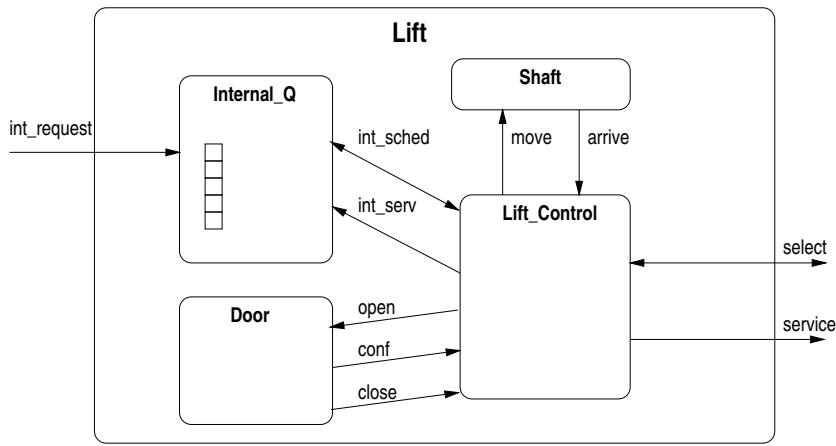 Lift
Shaft
Internal_Q
int_request
int_sched
move
arrive
int_serv
Lift_Control
select
Door
open
service
conf
close